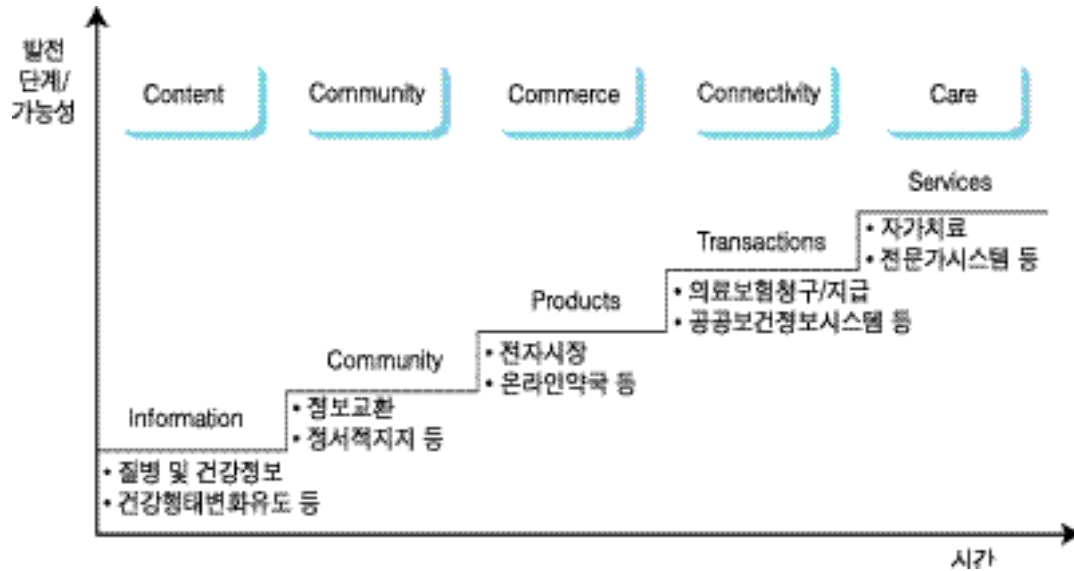 발전
단계/
가능성
Content
Community
Commerce
Connectivity
Care
Services
• 자가치료
• 전문가시스템 등
Transactions
• 의료보험청구/지급
• 공공보건정보시스템 등
Products
• 전자시장
• 온라인약국 등
Community
• 정보교환
• 정서적지지 등
Information
• 질병 및 건강정보
• 건강행태변화유도 등
시간